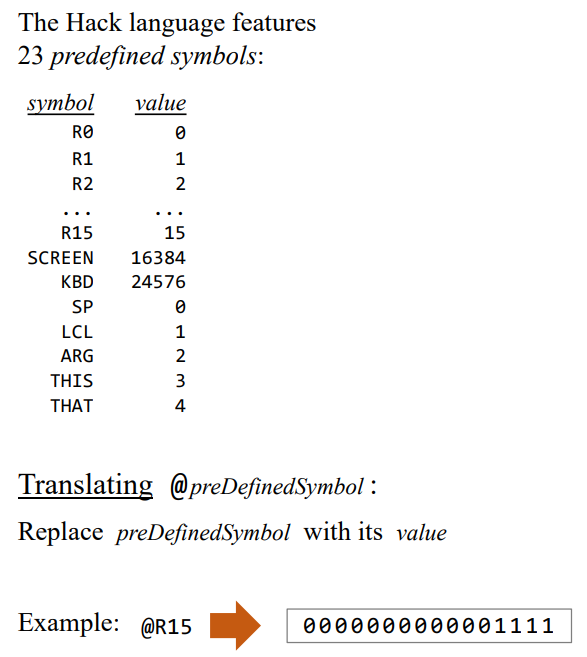 The Hack language features
23 predefined symbols:
symbol value
R0 0
R1 1
R2 2
... ...
R15 15
SCREEN 16384
KBD 24576
SP 0
LCL 1
ARG 2
THIS 3
THAT 4
Translating @preDefinedSymbol :
Replace preDefinedSymbol with its value
Example: @R15 0000000000001111